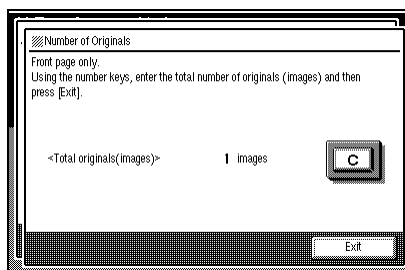 Number of Originals
Front page only.
Using the number keys, enter the total number of originals (images) and then
press [Exit].
<Total originals(images)> 1 images C
Exit